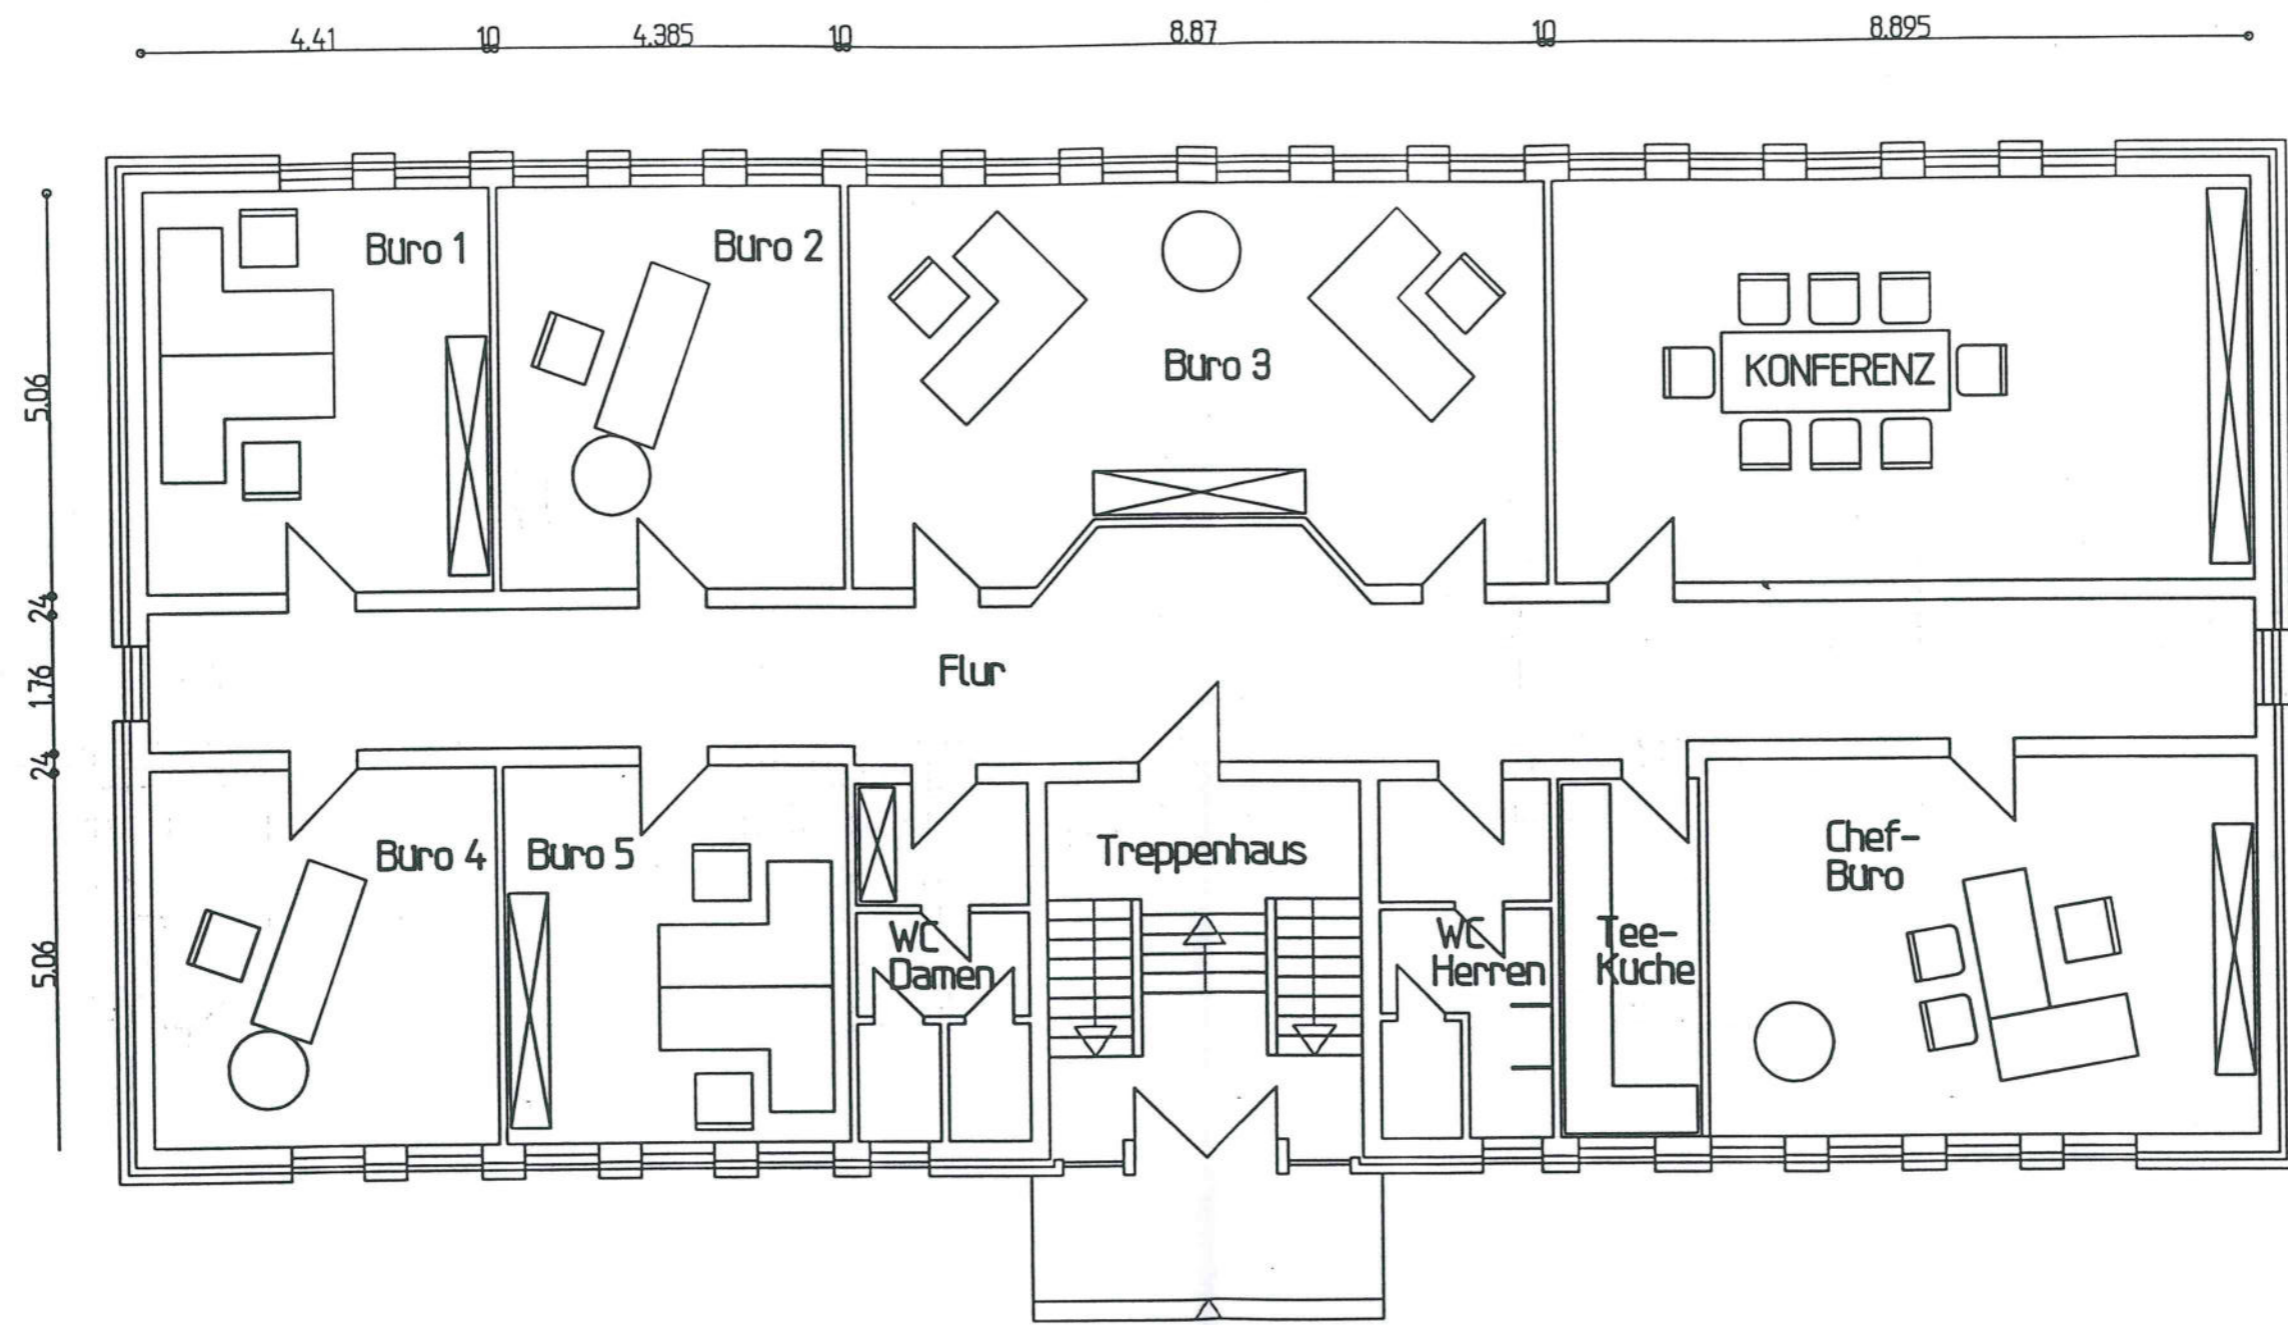 4.41 10 4.385 10 8.87 10 8.895
Büro 1
Büro 2
Büro 3
KONFERENZ
5.06
24
1.76
24
5.06
Flur
Büro 4
Büro 5
WC
Damen
Treppenhaus
WC
Herren
Tee-
Küche
Chef-
Büro